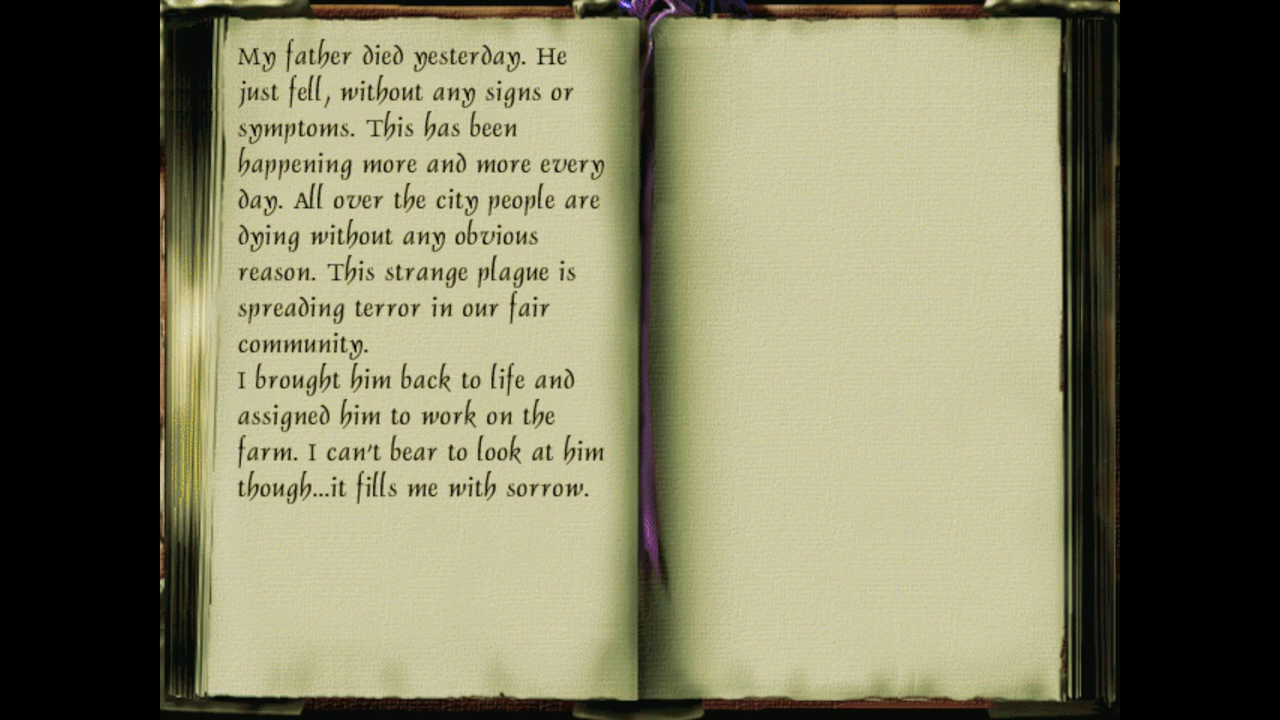 My father died yesterday. He
just fell, without any signs or
symptoms. This has been
happening more and more every
day. All over the city people are
dying without any obvious
reason. This strange plague is
spreading terror in our fair
community.
I brought him back to life and
assigned him to work on the
farm. I can't bear to look at him
though...it fills me with sorrow.